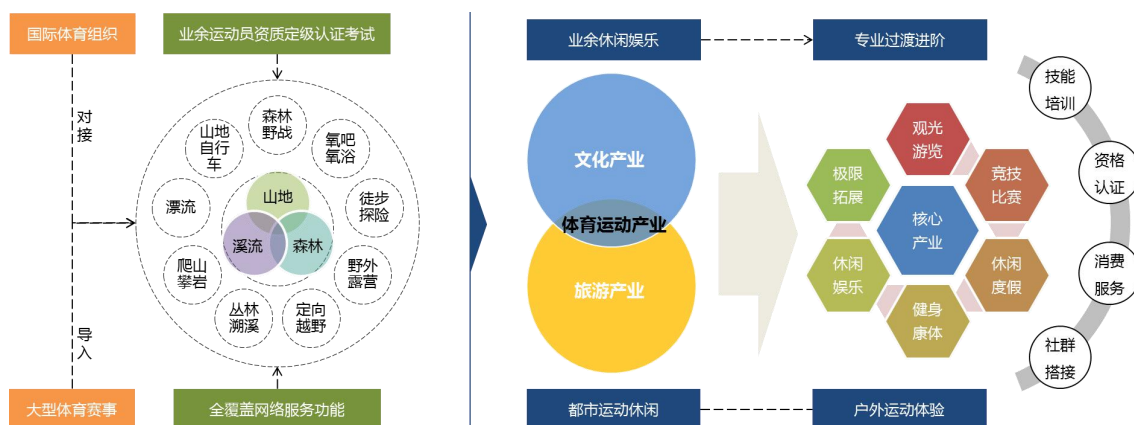 国际体育组织
业余运动员资质定级认证考试
业余休闲娱乐
专业过渡进阶
对
接
导
入
森林
野战
山地
自行
车
氧吧
氧浴
漂流
徒步
探险
爬山
攀岩
野外
露营
丛林
溯溪
定向
越野
山地
溪流
森林
文化产业
体育运动产业
旅游产业
观光
游览
极限
拓展
竞技
比赛
核心
产业
休闲
娱乐
休闲
度假
健身
康体
技能
培训
资格
认证
消费
服务
社群
搭接
大型体育赛事
全覆盖网络服务功能
都市运动休闲
户外运动体验